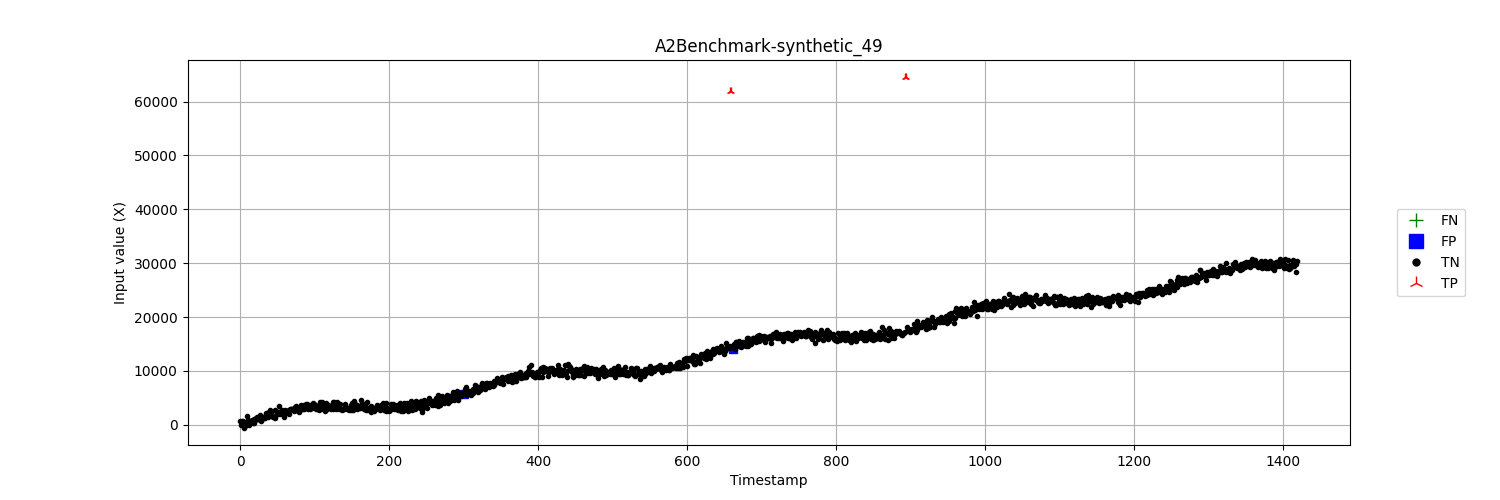 A2Benchmark-synthetic_49
Input value (X)
60000
50000
40000
30000
20000
10000
0
0 200 400 600 800 1000 1200 1400
Timestamp
FN
FP
TN
TP